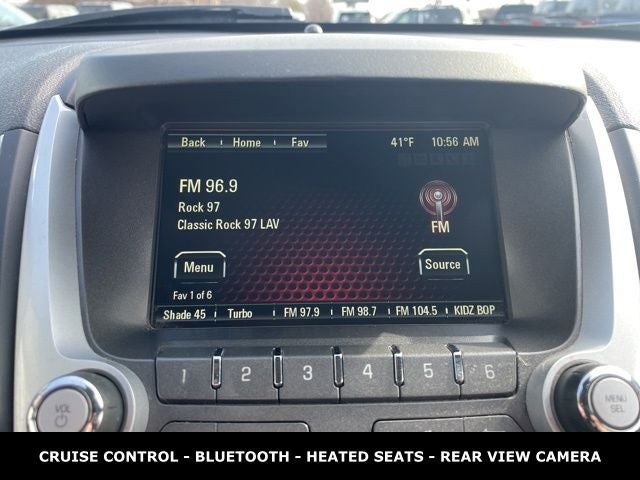 Back Home Fav 41°F 10:56 AM
FM 96.9
Rock 97
Classic Rock 97 LAV
FM
Menu
Source
Fav 1 of 6
Shade 45 Turbo FM 97.9 FM 98.7 FM 104.5 KIDZ BOP
1 2 3 4 5 6
VOL
MENU
SEL
CRUISE CONTROL - BLUETOOTH - HEATED SEATS - REAR VIEW CAMERA